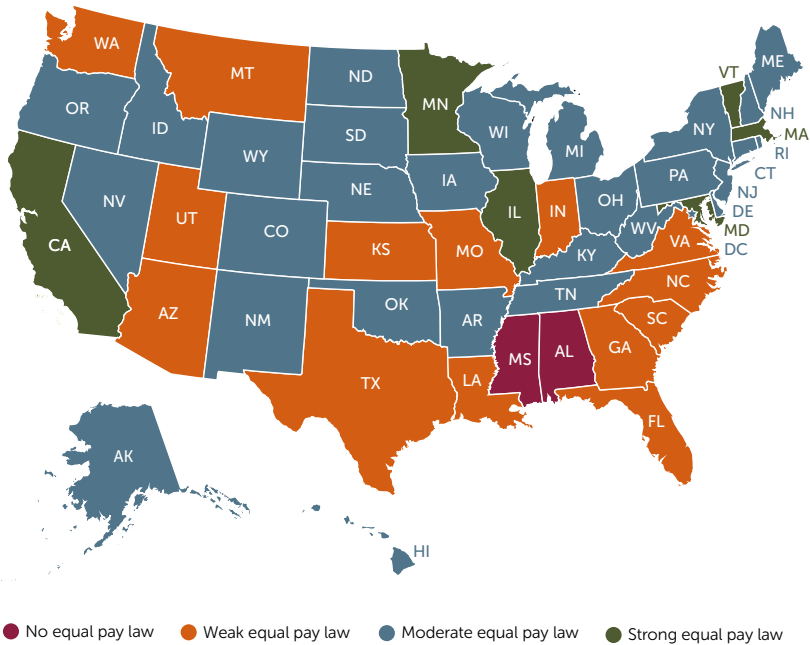 WA
MT
ND
MN
VT
ME
OR
ID
SD
WI
MI
NY
NH
MA
RI
WY
NE
IA
PA
CT
NV
UT
CO
KS
MO
IL
IN
OH
NJ
DE
WV
MD
CA
KY
VA
DC
AZ
NM
OK
AR
TN
NC
SC
TX
LA
MS
AL
GA
FL
AK
HI
No equal pay law
Weak equal pay law
Moderate equal pay law
Strong equal pay law